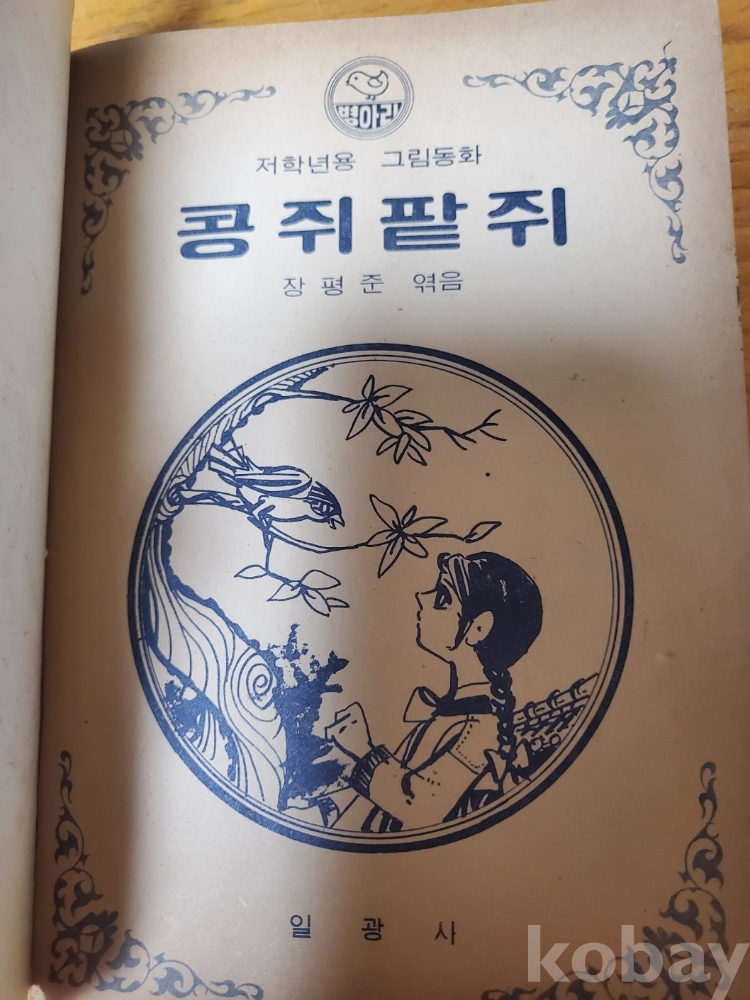 병아리
저학년용 그림동화
콩쥐팥쥐
장평준 엮음
일광사
kobay